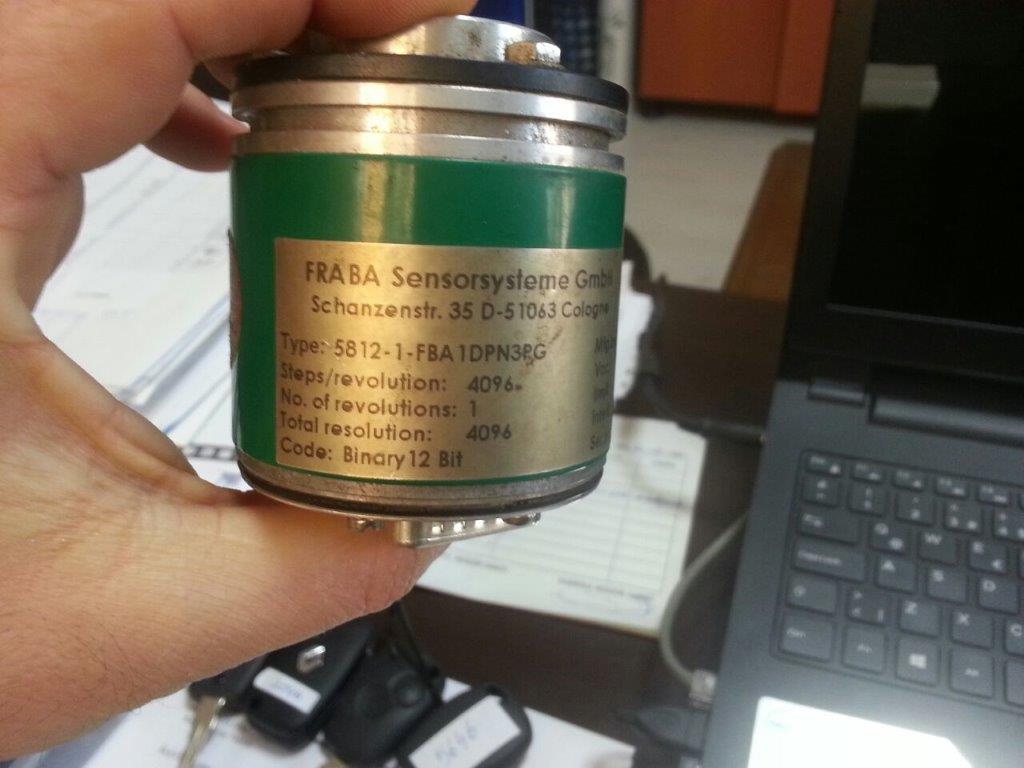 FRABA Sensorsysteme GmbH
Schanzenstr. 35 D-51063 Cologne
Type: 5812-1-FBA1DPN3PG
Steps/revolution: 4096
No. of revolutions: 1
Total resolution: 4096
Code: Binary 12 Bit
Q
W
E
A
S
D
Z
X
C